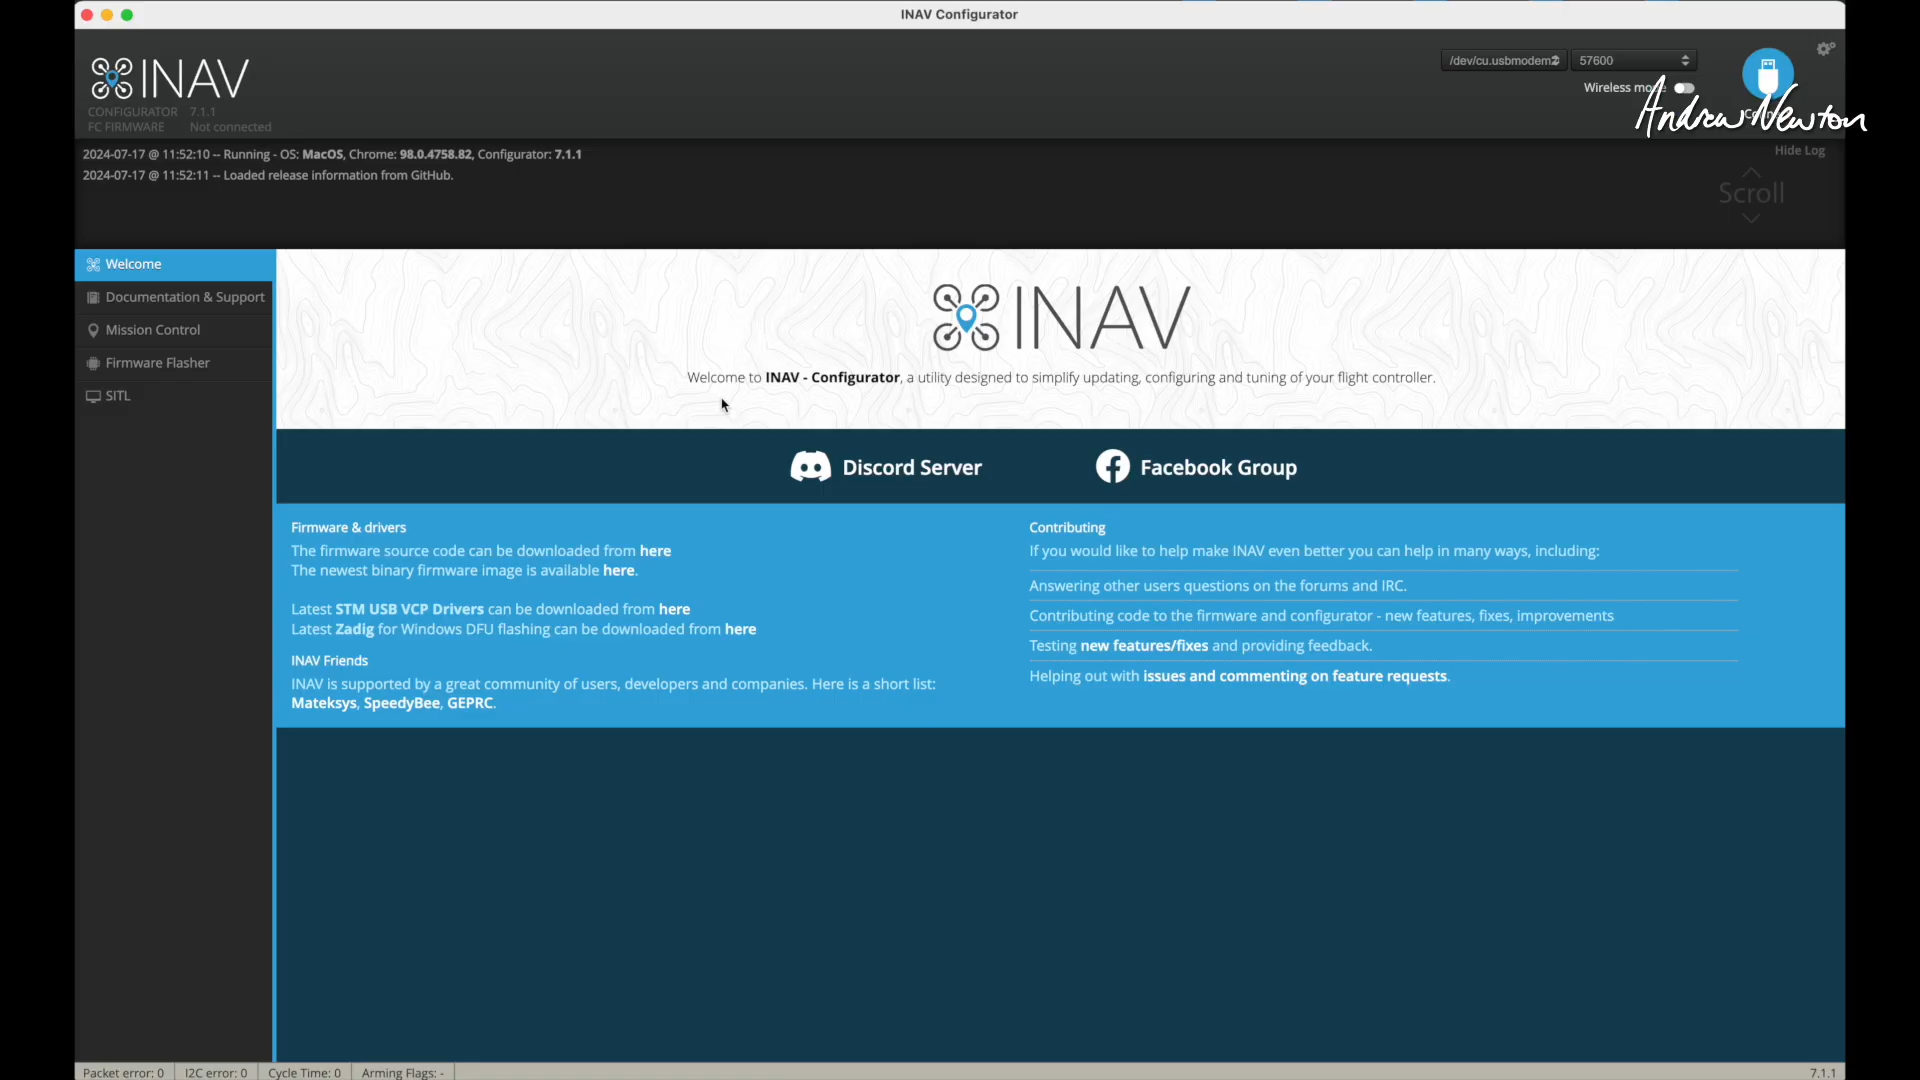 INAV Configurator
INAV
CONFIGURATOR 7.1.1
FC FIRMWARE Not connected
57600
Wireless
Andrew Newton
2024-07-17 @ 11:52:10 -- Running - OS: MacOS, Chrome: 98.0.4758.82, Configurator: 7.1.1
2024-07-17 @ 11:52:11 -- Loaded release information from GitHub.
Hide Log
Scroll
Welcome
Documentation & Support
Mission Control
Firmware Flasher
SITL
INAV
Welcome to INAV - Configurator, a utility designed to simplify updating, configuring and tuning of your flight controller.
Discord Server
Facebook Group
Firmware & drivers
The firmware source code can be downloaded from here
The newest binary firmware image is available here.
Latest STM USB VCP Drivers can be downloaded from here
Latest Zadig for Windows DFU flashing can be downloaded from here
INAV Friends
INAV is supported by a great community of users, developers and companies. Here is a short list:
Mateksys, SpeedyBee, GEPRC.
Contributing
If you would like to help make INAV even better you can help in many ways, including:
Answering other users questions on the forums and IRC.
Contributing code to the firmware and configurator - new features, fixes, improvements
Testing new features/fixes and providing feedback.
Helping out with issues and commenting on feature requests.
Packet error: 0
I2C error: 0
Cycle Time: 0
Arming Flags: -
7.1.1